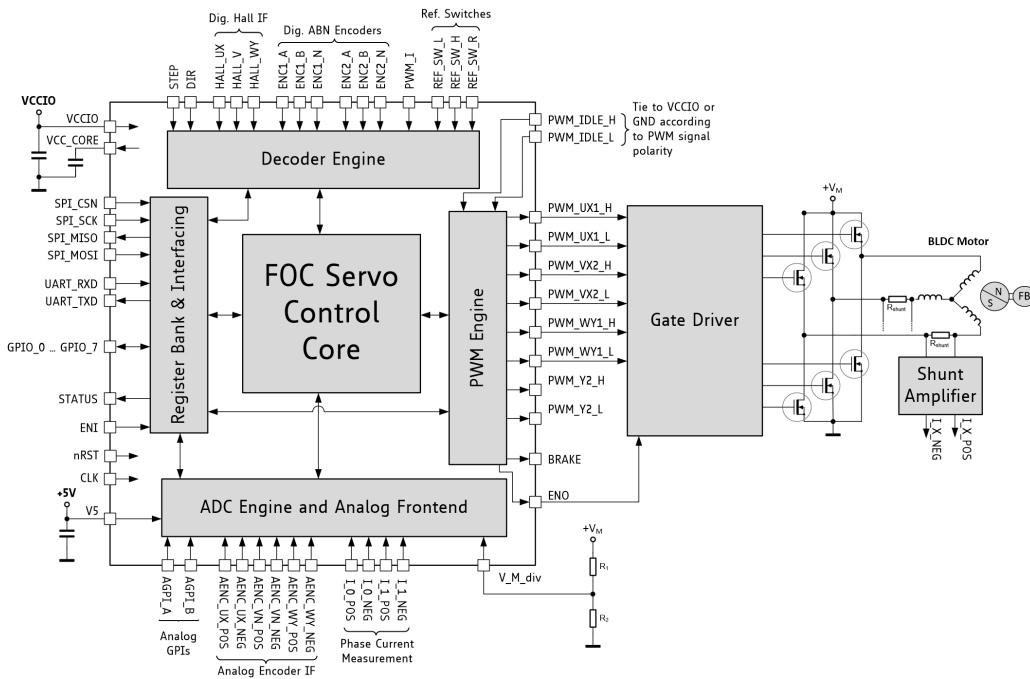 Dig. Hall IF
Dig. ABN Encoders
Ref. Switches
STEP
DIR
HALL_UX
HALL_V
HALL_WY
ENC1_A
ENC1_B
ENC1_N
ENC2_A
ENC2_B
ENC2_N
PWM_I
REF_SW_L
REF_SW_H
REF_SW_R
VCCIO
VCCIO
VCC_CORE
Decoder Engine
PWM_IDLE_H
PWM_IDLE_L
Tie to VCCIO or
GND according
to PWM signal
polarity
SPI_CSN
SPI_SCK
SPI_MISO
SPI_MOSI
UART_RXD
UART_TXD
GPIO_0 ... GPIO_7
STATUS
ENI
nRST
CLK
+5V
V5
Register Bank & Interfacing
FOC Servo
Control
Core
PWM Engine
PWM_UX1_H
PWM_UX1_L
PWM_VX2_H
PWM_VX2_L
PWM_WY1_H
PWM_WY1_L
PWM_Y2_H
PWM_Y2_L
BRAKE
ENO
Gate Driver
+VM
BLDC Motor
N
S
FB
Rshunt
Rshunt
Shunt
Amplifier
I_X_NEG
I_X_POS
ADC Engine and Analog Frontend
V_M_div
+VM
R1
R2
AGPI_A
AGPI_B
AENC_UX_POS
AENC_UX_NEG
AENC_VN_POS
AENC_VN_NEG
AENC_WY_POS
AENC_WY_NEG
I_0_POS
I_0_NEG
I_1_POS
I_1_NEG
Analog
GPIs
Analog Encoder IF
Phase Current
Measurement